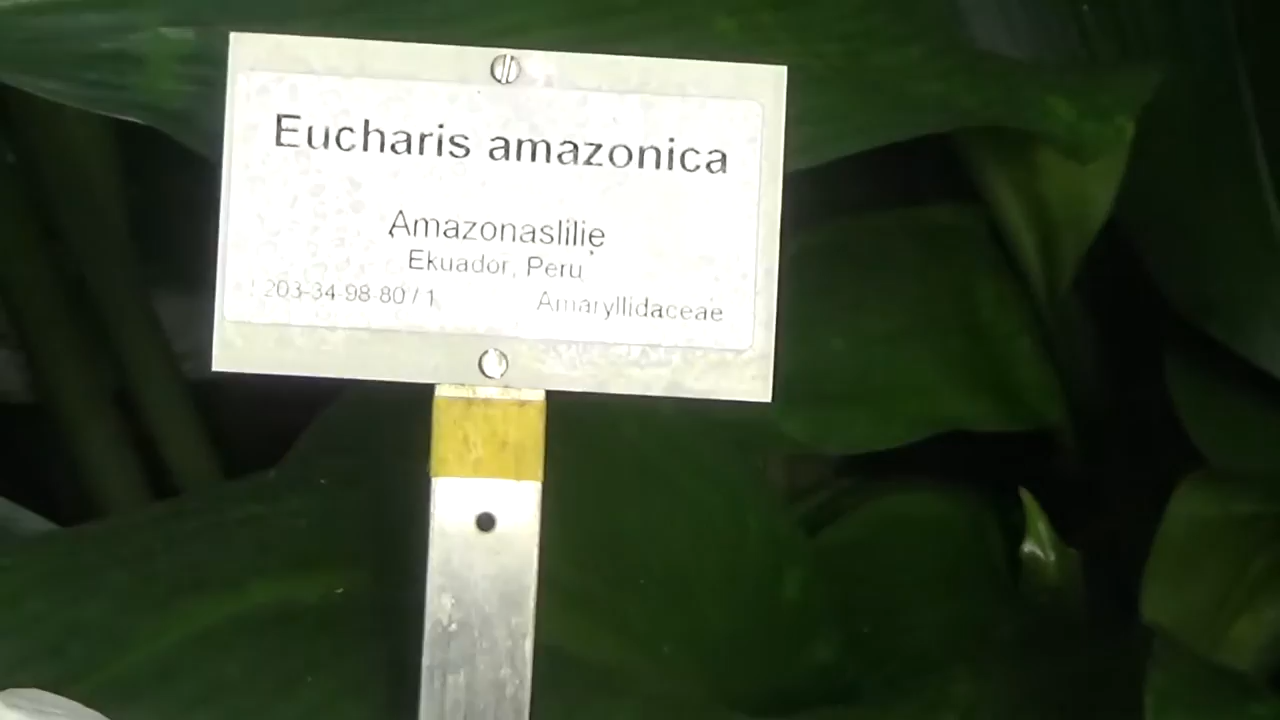 Eucharis amazonica
Amazonaslilie
Ekuador, Peru
203-34-98-80 / 1 Amaryllidaceae